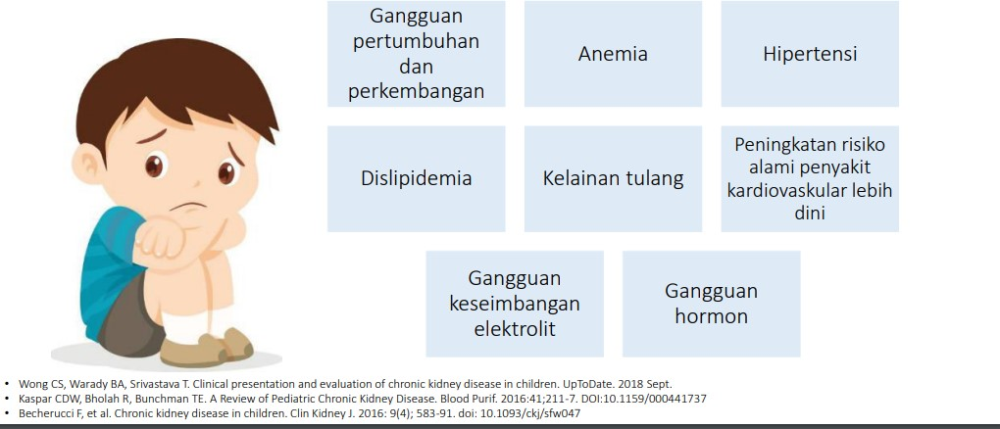 Gangguan
pertumbuhan
dan
perkembangan
Anemia
Hipertensi
Dislipidemia
Kelainan tulang
Peningkatan risiko
alami penyakit
kardiovaskular lebih
dini
Gangguan
keseimbangan
elektrolit
Gangguan
hormon
• Wong CS, Warady BA, Srivastava T. Clinical presentation and evaluation of chronic kidney disease in children. UpToDate. 2018 Sept.
• Kaspar CDW, Bholah R, Bunchman TE. A Review of Pediatric Chronic Kidney Disease. Blood Purif. 2016:41;211-7. DOI:10.1159/000441737
• Becherucci F, et al. Chronic kidney disease in children. Clin Kidney J. 2016: 9(4); 583-91. doi: 10.1093/ckj/sfw047